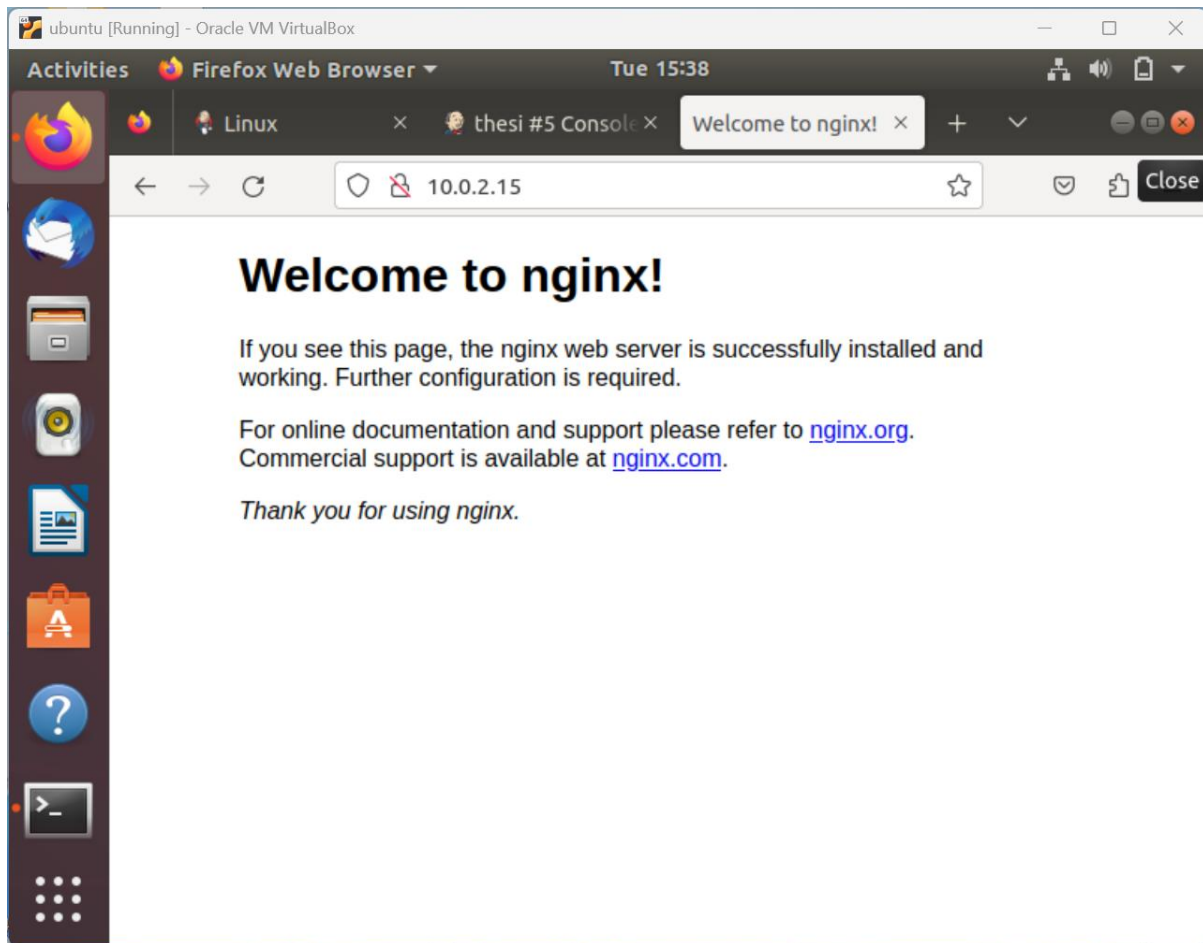 ubuntu [Running] - Oracle VM VirtualBox
Activities Firefox Web Browser Tue 15:38
Linux thesi #5 Console Welcome to nginx!
10.0.2.15 Close
Welcome to nginx!
If you see this page, the nginx web server is successfully installed and
working. Further configuration is required.
For online documentation and support please refer to nginx.org.
Commercial support is available at nginx.com.
Thank you for using nginx.